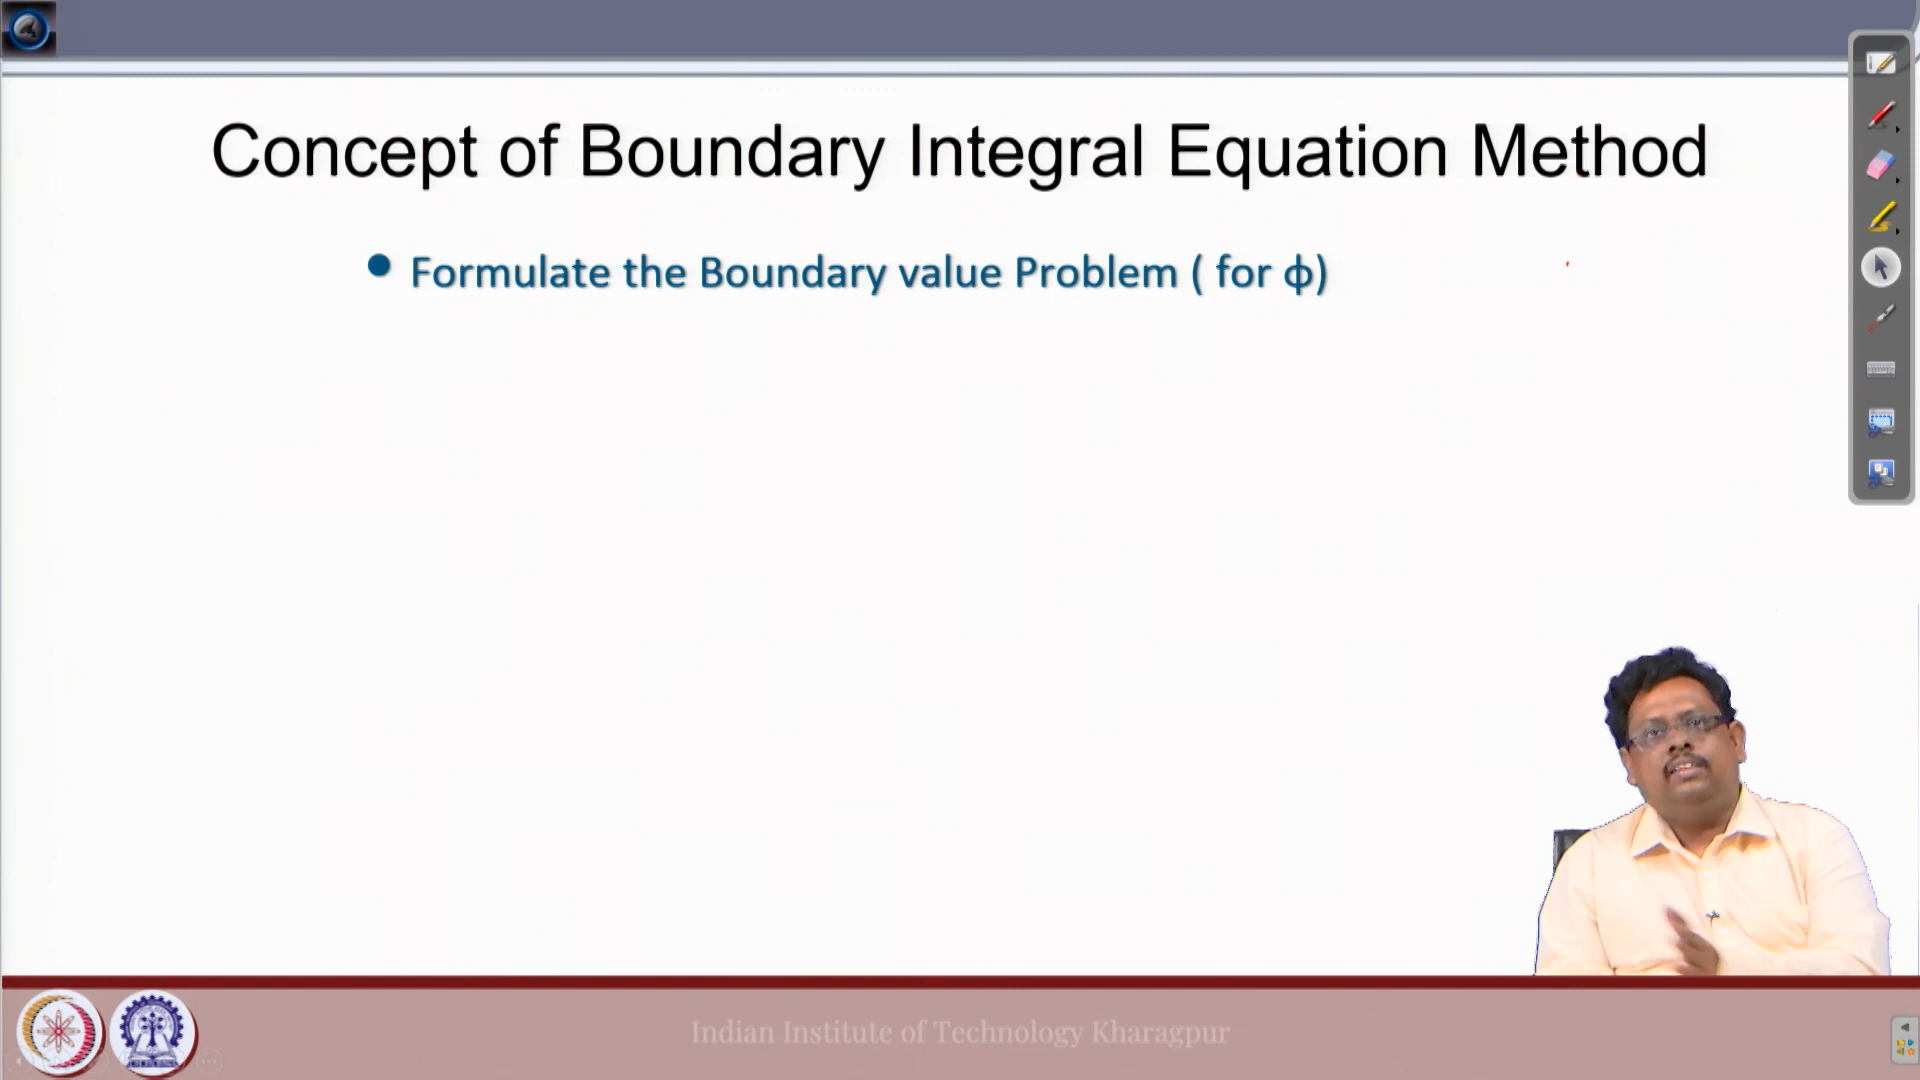 Concept of Boundary Integral Equation Method
Formulate the Boundary value Problem ( for ϕ)
Indian Institute of Technology Kharagpur